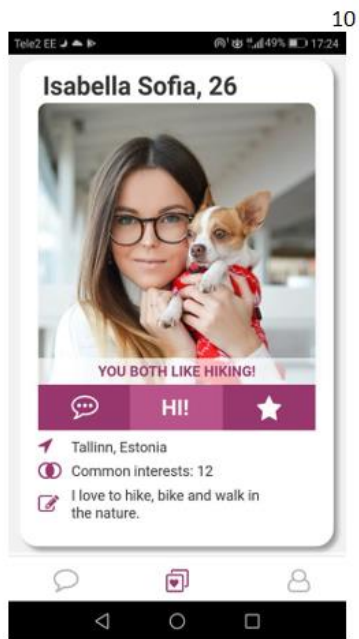 10
Tele2 EE 49% 17:24
Isabella Sofia, 26
YOU BOTH LIKE HIKING!
HI!
Tallinn, Estonia
Common interests: 12
I love to hike, bike and walk in
the nature.